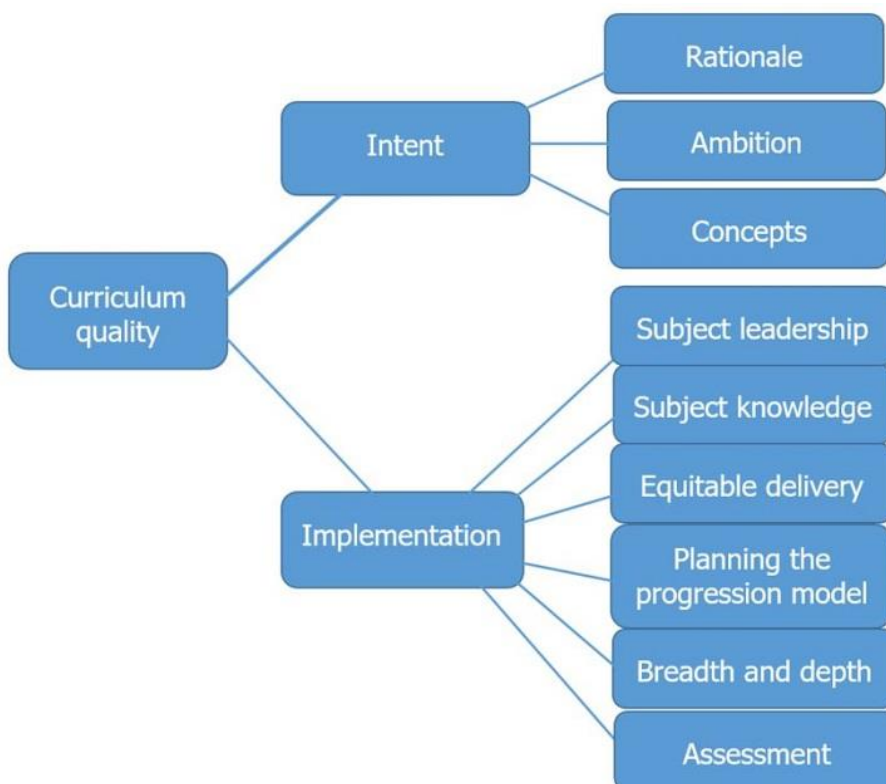 Curriculum
quality
Intent
Rationale
Ambition
Concepts
Implementation
Subject leadership
Subject knowledge
Equitable delivery
Planning the
progression model
Breadth and depth
Assessment